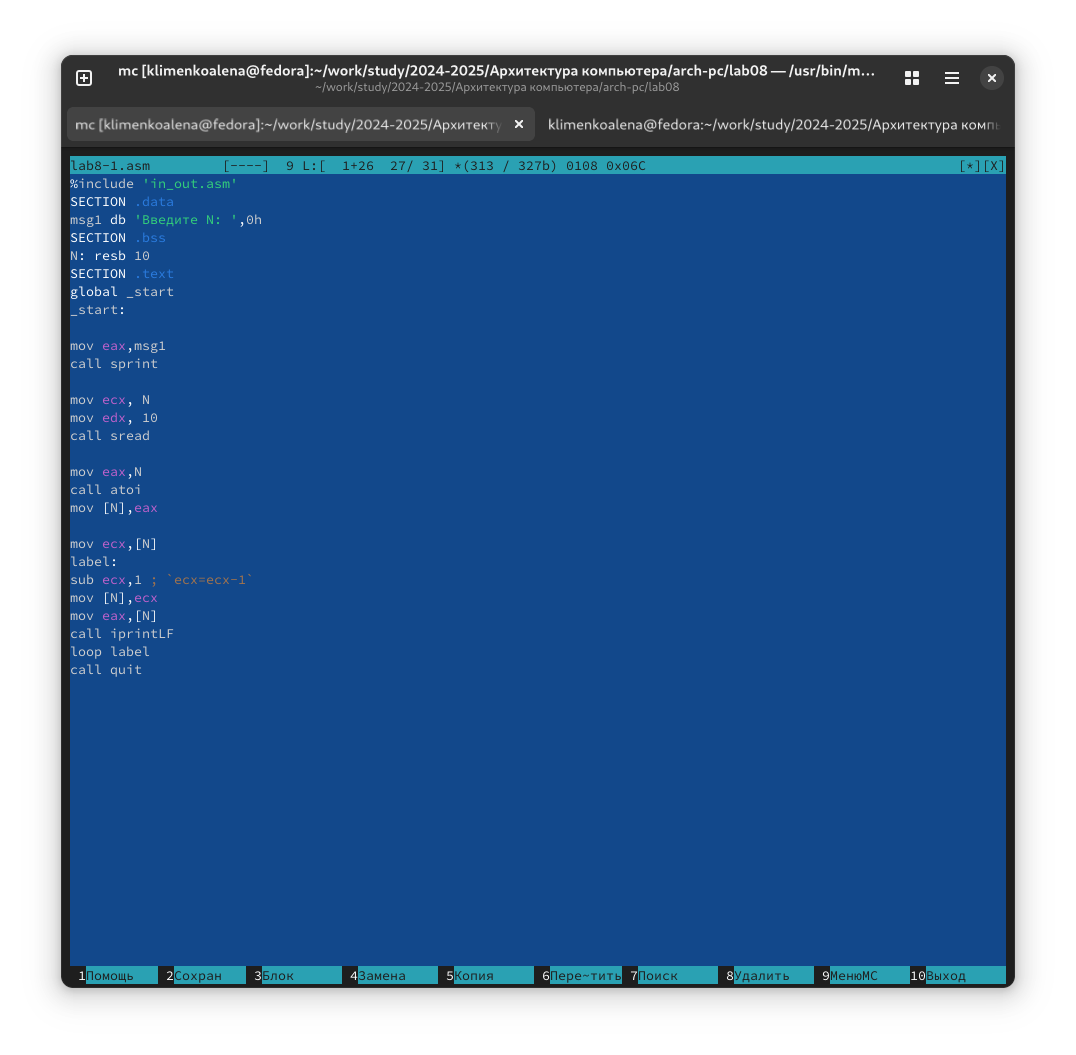 mc [klimenkoalena@fedora]:~/work/study/2024-2025/Архитектура компьютера/arch-pc/lab08 — /usr/bin/m…
~/work/study/2024-2025/Архитектура компьютера/arch-pc/lab08
mc [klimenkoalena@fedora]:~/work/study/2024-2025/Архитекту
klimenkoalena@fedora:~/work/study/2024-2025/Архитектура комп
lab8-1.asm [----] 9 L:[ 1+26 27/ 31] *(313 / 327b) 0108 0x06C [*][X]
%include 'in_out.asm'
SECTION .data
msg1 db 'Введите N: ',0h
SECTION .bss
N: resb 10
SECTION .text
global _start
_start:
mov eax,msg1
call sprint
mov ecx, N
mov edx, 10
call sread
mov eax,N
call atoi
mov [N],eax
mov ecx,[N]
label:
sub ecx,1 ; `ecx=ecx-1`
mov [N],ecx
mov eax,[N]
call iprintLF
loop label
call quit
1Помощь 2Сохран 3Блок 4Замена 5Копия 6Пере~тить 7Поиск 8Удалить 9МенюMC 10Выход